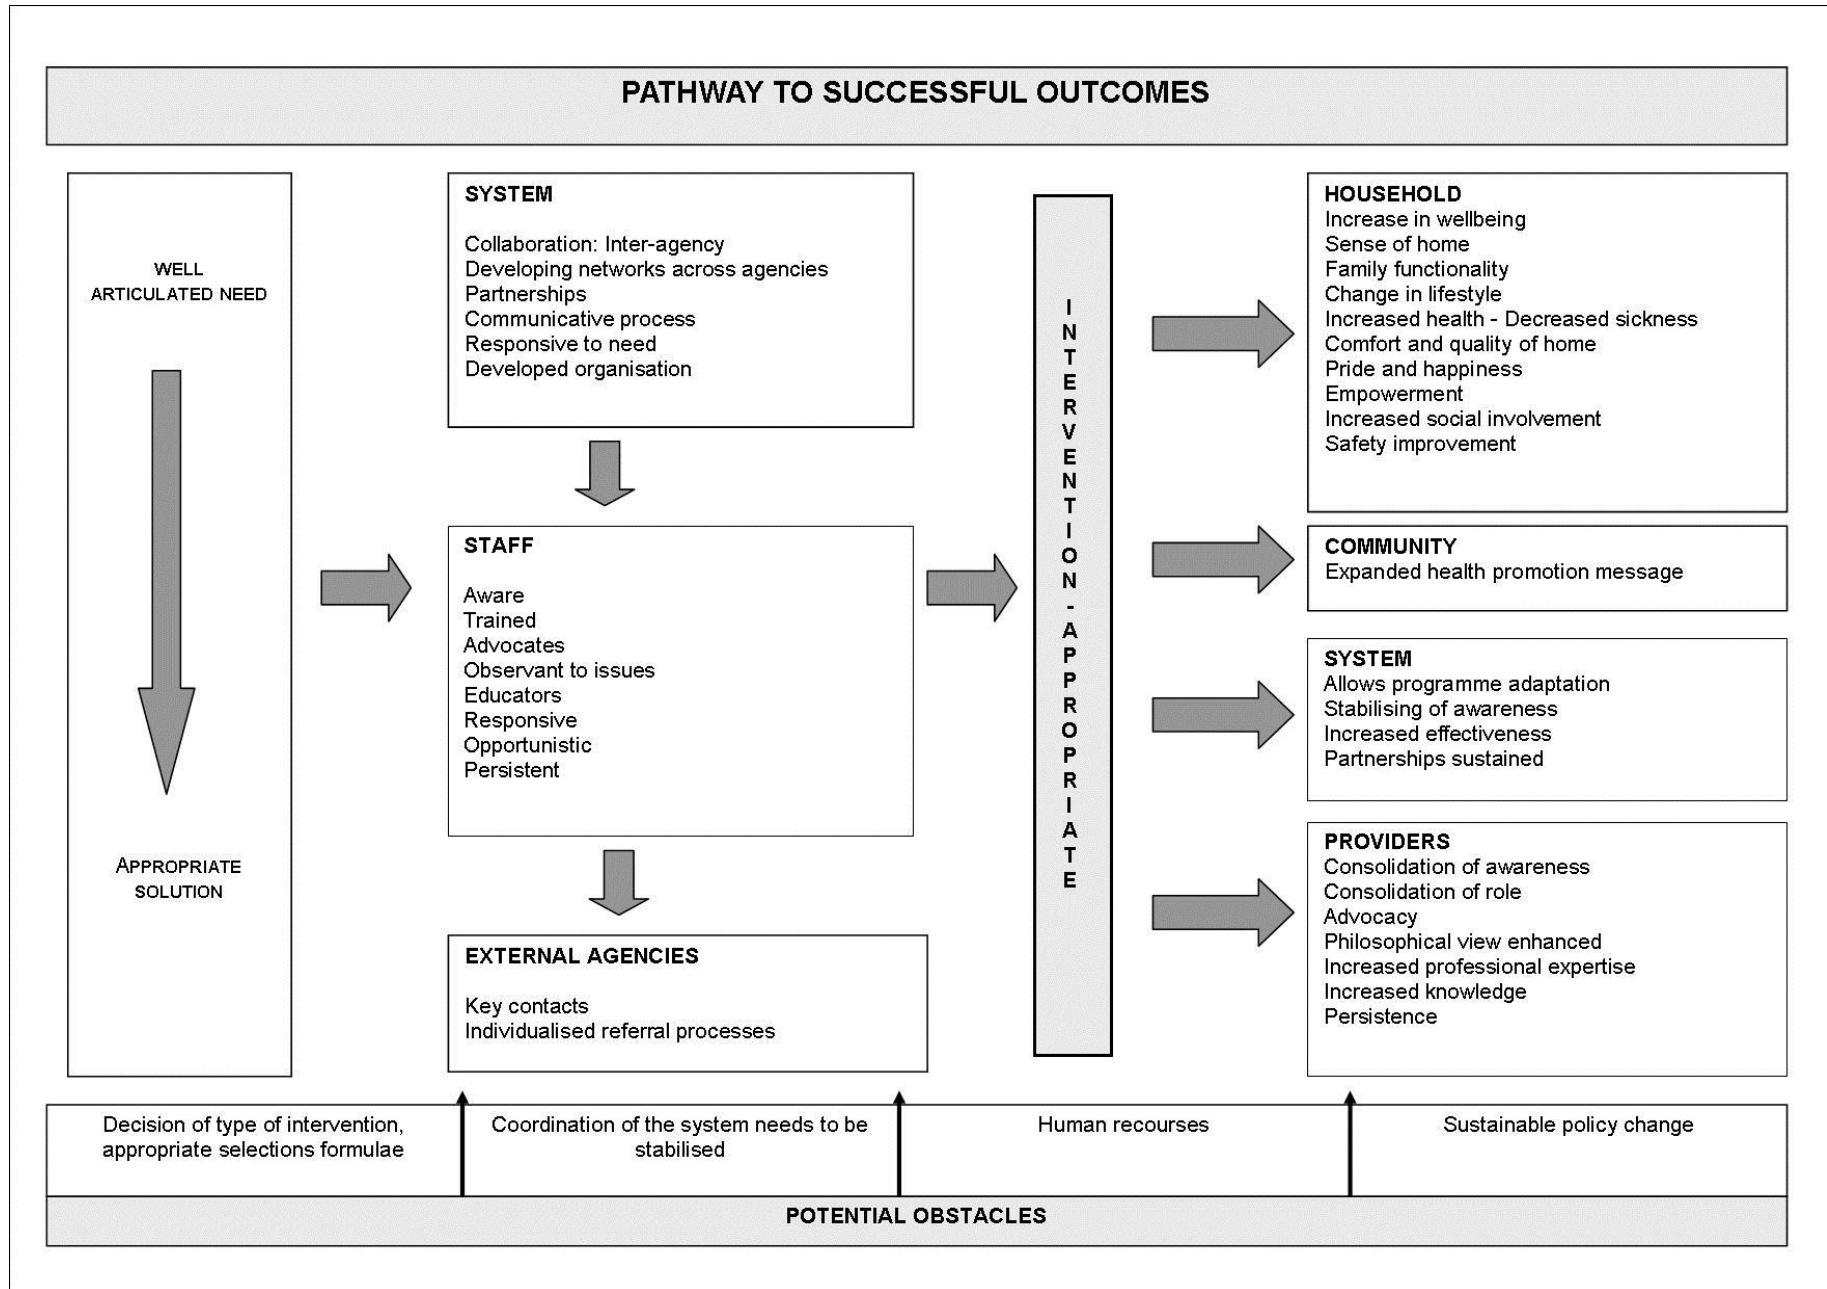 PATHWAY TO SUCCESSFUL OUTCOMES
WELL
ARTICULATED NEED
APPROPRIATE
SOLUTION
SYSTEM
Collaboration: Inter-agency
Developing networks across agencies
Partnerships
Communicative process
Responsive to need
Developed organisation
STAFF
Aware
Trained
Advocates
Observant to issues
Educators
Responsive
Opportunistic
Persistent
EXTERNAL AGENCIES
Key contacts
Individualised referral processes
INTERVENTION-APPROPRIATE
HOUSEHOLD
Increase in wellbeing
Sense of home
Family functionality
Change in lifestyle
Increased health - Decreased sickness
Comfort and quality of home
Pride and happiness
Empowerment
Increased social involvement
Safety improvement
COMMUNITY
Expanded health promotion message
SYSTEM
Allows programme adaptation
Stabilising of awareness
Increased effectiveness
Partnerships sustained
PROVIDERS
Consolidation of awareness
Consolidation of role
Advocacy
Philosophical view enhanced
Increased professional expertise
Increased knowledge
Persistence
Decision of type of intervention,
appropriate selections formulae
Coordination of the system needs to be
stabilised
Human recourses
Sustainable policy change
POTENTIAL OBSTACLES